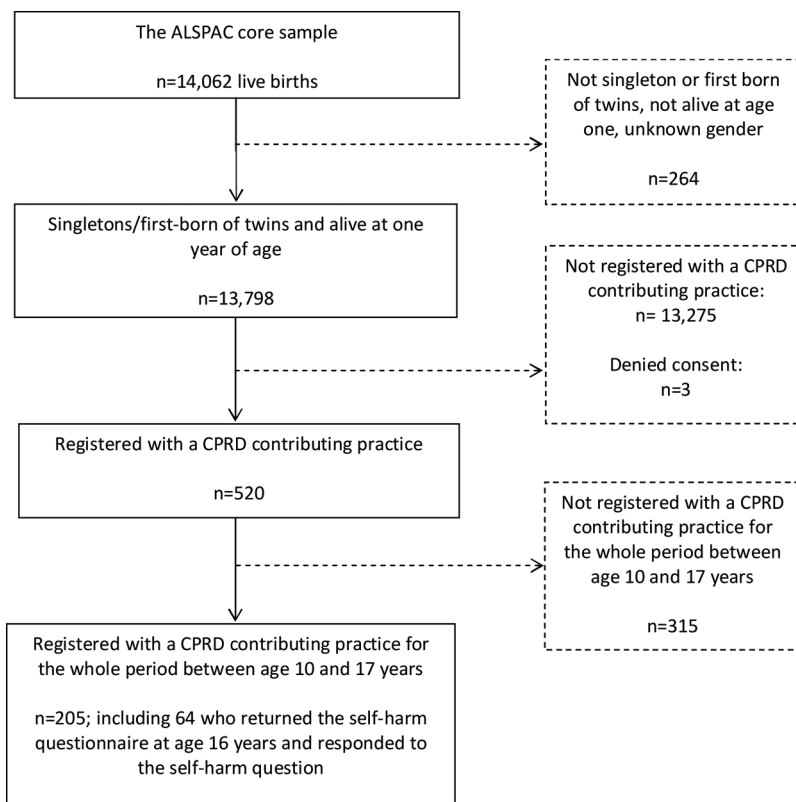 The ALSPAC core sample
n=14,062 live births
Not singleton or first born
of twins, not alive at age
one, unknown gender
n=264
Singletons/first-born of twins and alive at one
year of age
n=13,798
Not registered with a CPRD
contributing practice:
n= 13,275
Denied consent:
n=3
Registered with a CPRD contributing practice
n=520
Not registered with a CPRD
contributing practice for
the whole period between
age 10 and 17 years
n=315
Registered with a CPRD contributing practice for
the whole period between age 10 and 17 years
n=205; including 64 who returned the self-harm
questionnaire at age 16 years and responded to
the self-harm question